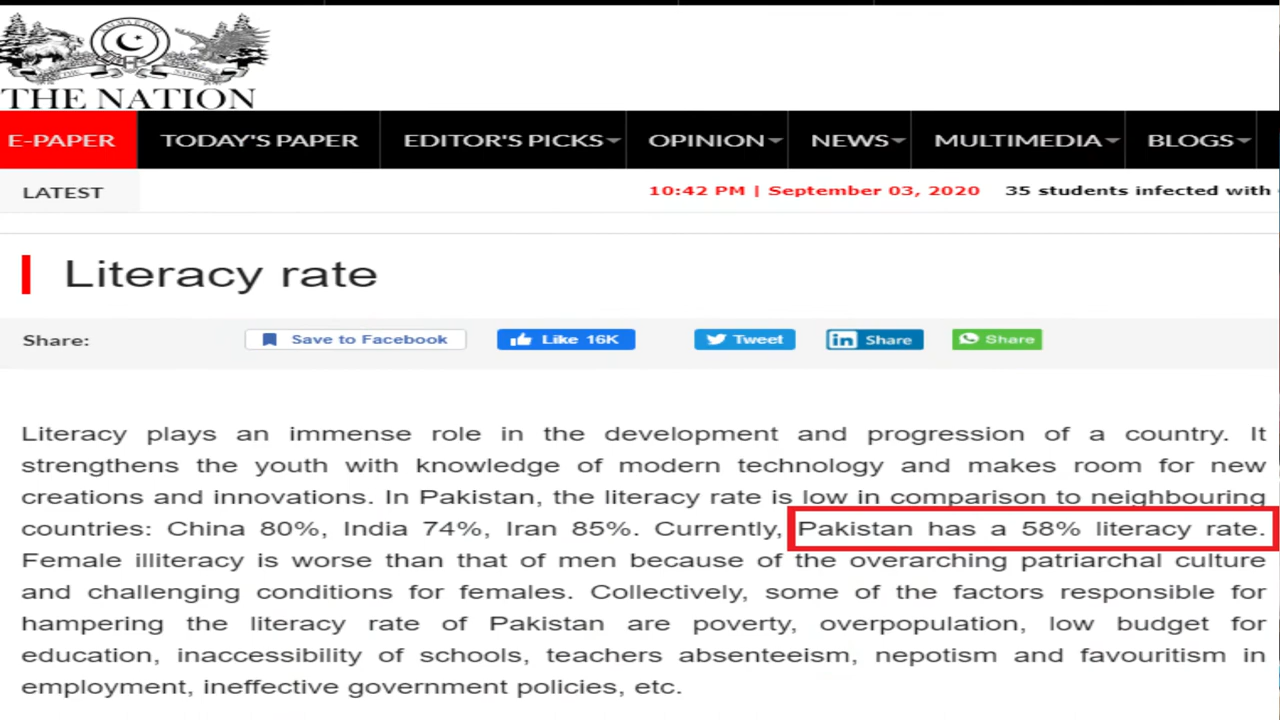 THE NATION
E-PAPER TODAY'S PAPER EDITOR'S PICKS OPINION NEWS MULTIMEDIA BLOGS
LATEST 10:42 PM | September 03, 2020 35 students infected with
Literacy rate
Share: Save to Facebook Like 16K Tweet Share Share
Literacy plays an immense role in the development and progression of a country. It
strengthens the youth with knowledge of modern technology and makes room for new
creations and innovations. In Pakistan, the literacy rate is low in comparison to neighbouring
countries: China 80%, India 74%, Iran 85%. Currently, Pakistan has a 58% literacy rate.
Female illiteracy is worse than that of men because of the overarching patriarchal culture
and challenging conditions for females. Collectively, some of the factors responsible for
hampering the literacy rate of Pakistan are poverty, overpopulation, low budget for
education, inaccessibility of schools, teachers absenteeism, nepotism and favouritism in
employment, ineffective government policies, etc.